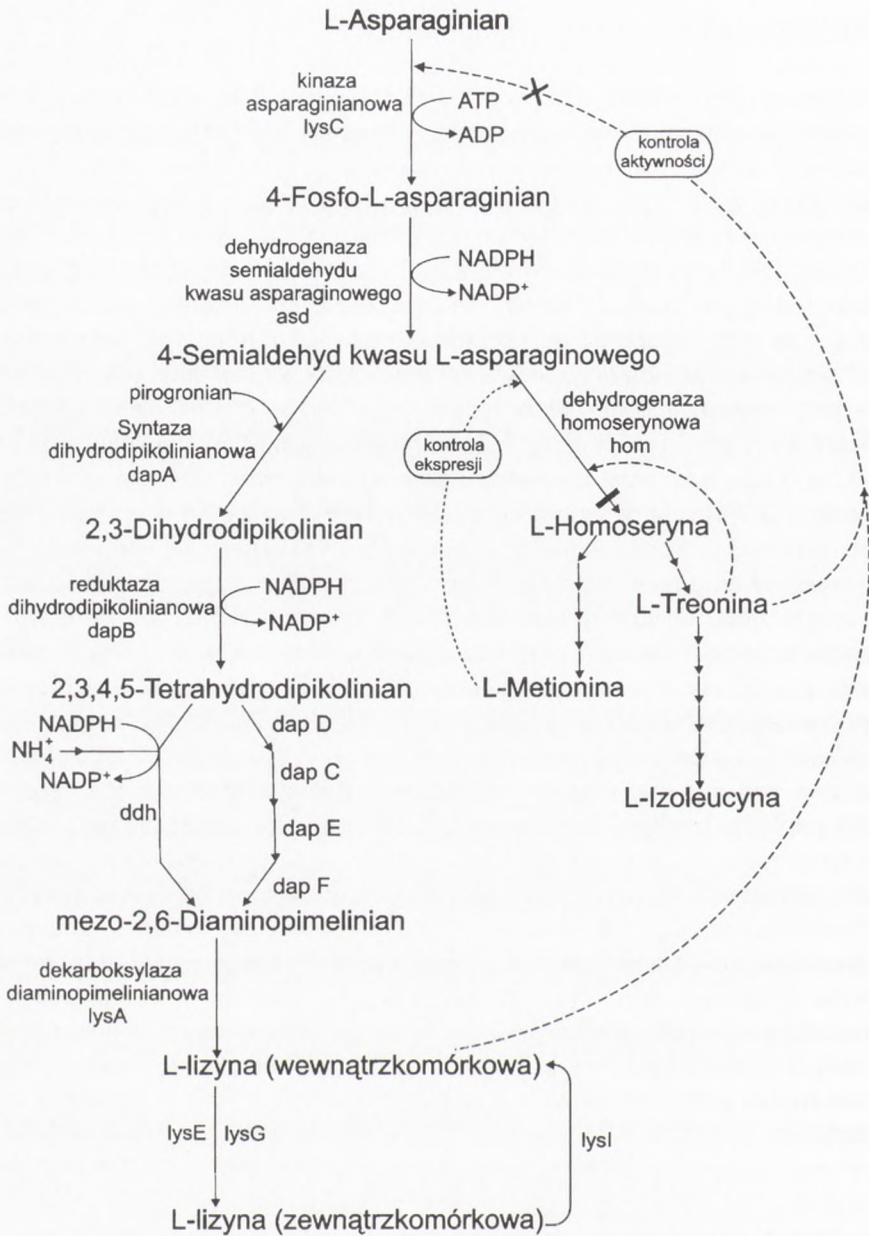 L-Asparaginian
kinaza
asparaginianowa
lysC
ATP
ADP
kontrola
aktywności
4-Fosfo-L-asparaginian
dehydrogenaza
semialdehydu
kwasu asparaginowego
asd
NADPH
NADP⁺
4-Semialdehyd kwasu L-asparaginowego
pirogronian
Syntaza
dihydrodipikolinianowa
dapA
kontrola
ekspresji
dehydrogenaza
homoserynowa
hom
2,3-Dihydrodipikolinian
L-Homoseryna
reduktaza
dihydrodipikolinianowa
dapB
NADPH
NADP⁺
L-Treonina
2,3,4,5-Tetrahydrodipikolinian
L-Metionina
NADPH
NH₄⁺
NADP⁺
ddh
dap D
dap C
dap E
dap F
L-Izoleucyna
mezo-2,6-Diaminopimelinian
dekarboksylaza
diaminopimelinianowa
lysA
L-lizyna (wewnątrzkomórkowa)
lysE lysG
lysI
L-lizyna (zewnątrzkomórkowa)